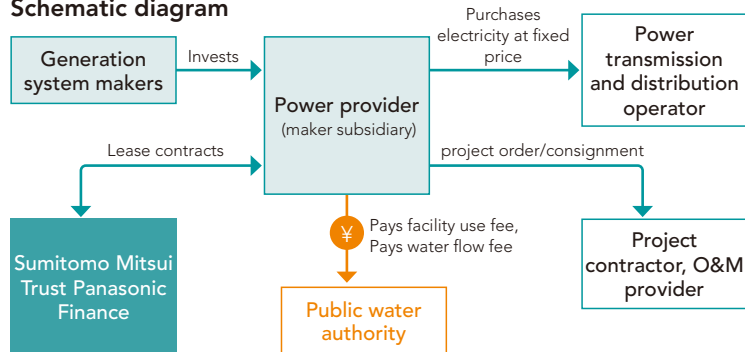 Schematic diagram
Generation
system makers
Invests
Power provider
(maker subsidiary)
Purchases
electricity at fixed
price
Power
transmission
and distribution
operator
Lease contracts
project order/consignment
Sumitomo Mitsui
Trust Panasonic
Finance
¥
Pays facility use fee,
Pays water flow fee
Public water
authority
Project
contractor, O&M
provider